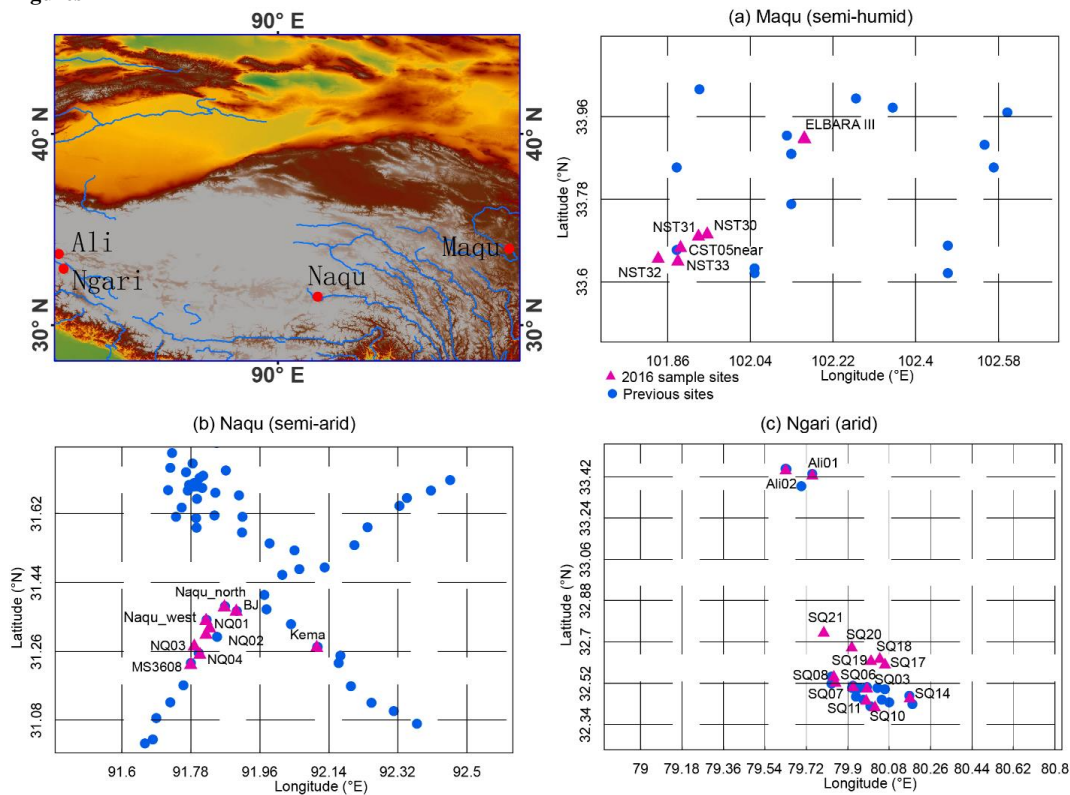 90° E
40° N
40° N
30° N
30° N
Ali
Ngari
Naqu
Maqu
90° E
(a) Maqu (semi-humid)
Latitude (°N)
33.96
33.78
33.6
ELBARA III
NST31
NST30
CST05near
NST32
NST33
101.86
102.04
102.22
102.4
102.58
Longitude (°E)
2016 sample sites
Previous sites
(b) Naqu (semi-arid)
Latitude (°N)
31.62
31.44
31.26
31.08
Naqu_north
BJ
Naqu_west
NQ01
NQ02
NQ03
NQ04
MS3608
Kema
91.6
91.78
91.96
92.14
92.32
92.5
Longitude (°E)
(c) Ngari (arid)
Latitude (°N)
33.42
33.24
33.06
32.88
32.7
32.52
32.34
Ali01
Ali02
SQ21
SQ20
SQ18
SQ19
SQ17
SQ08
SQ06
SQ03
SQ07
SQ14
SQ11
SQ10
79
79.18
79.36
79.54
79.72
79.9
80.08
80.26
80.44
80.62
80.8
Longitude (°E)